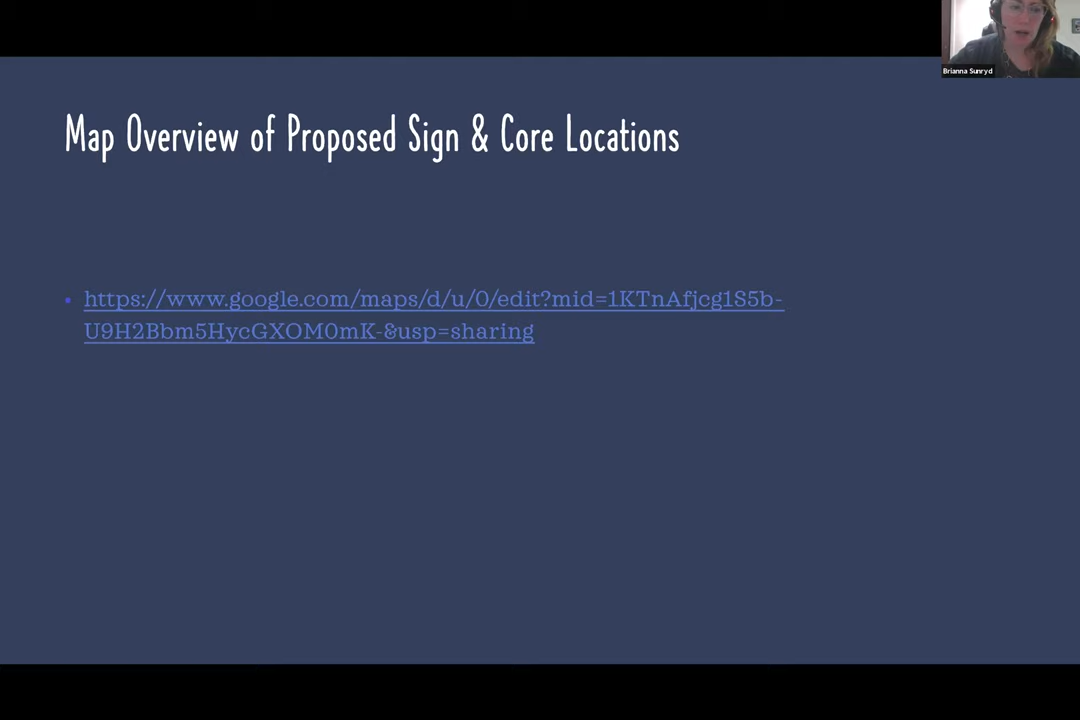 Brianna Sunryd
Map Overview of Proposed Sign & Core Locations
• https://www.google.com/maps/d/u/0/edit?mid=1KTnAfjcg1S5b-
U9H2Bbm5HycGXOM0mK-&usp=sharing